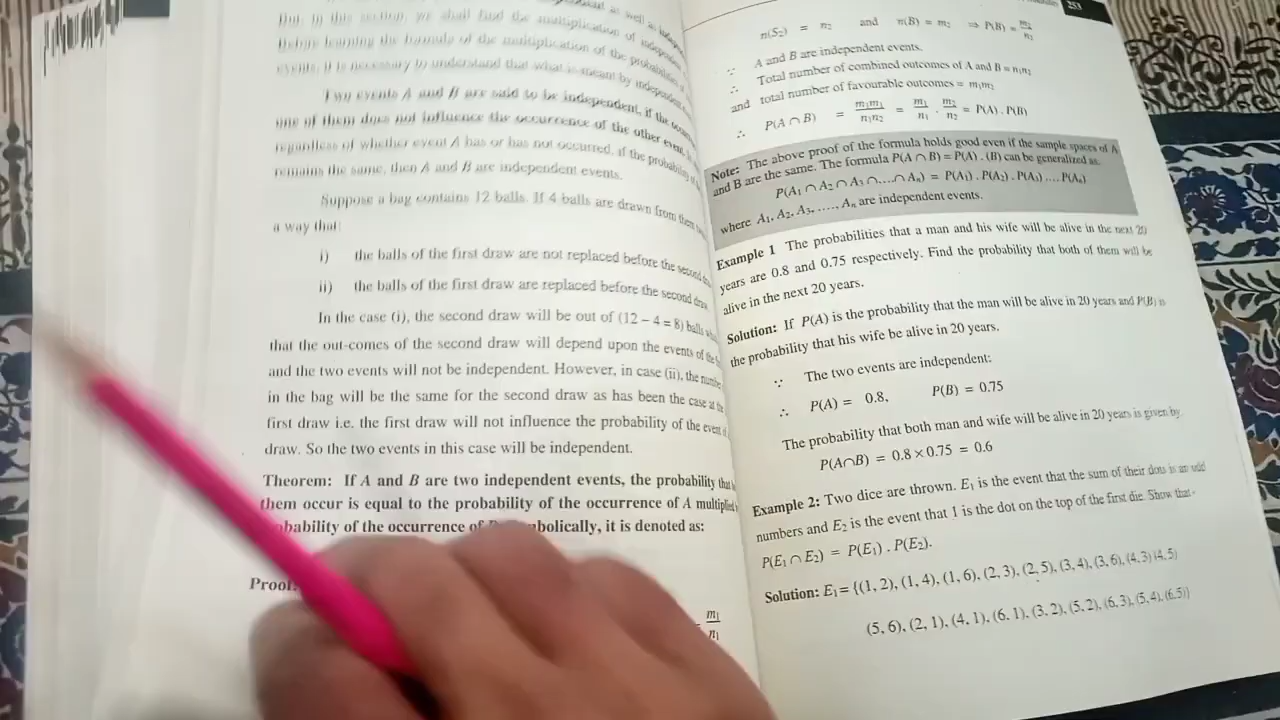 But in this section, we shall find the multiplication of independent
Before learning the formula of the multiplication of the probabilities
events, it is necessary to understand that what is meant by independent
Two events A and B are said to be independent, if the
one of them does not influence the occurrence of the other event.
regardless of whether event A has or has not occurred, if the probability of
remains the same, then A and B are independent events.
Suppose a bag contains 12 balls. If 4 balls are drawn from
a way that:
i) the balls of the first draw are not replaced before the second
ii) the balls of the first draw are replaced before the second draw
In the case (i), the second draw will be out of (12 – 4 = 8) balls
that the out-comes of the second draw will depend upon the events of the
and the two events will not be independent. However, in case (ii), the
in the bag will be the same for the second draw as has been the case at
first draw i.e. the first draw will not influence the probability of the event
draw. So the two events in this case will be independent.
Theorem: If A and B are two independent events, the probability
them occur is equal to the probability of the occurrence of A
of the occurrence of it is denoted as:
Proof:
m₁
n₁
253
n(S₂) = n₂ and n(B) = m₂ ⇒ P(B) = m₂/n₂
∵ A and B are independent events.
∴ Total number of combined outcomes of A and B = n₁n₂
and total number of favourable outcomes = m₁m₂
∴ P(A ∩ B) = m₁m₁/n₁n₂ = m₁/n₁ . m₂/n₂ = P(A) . P(B)
Note: The above proof of the formula holds good even if the sample spaces of A
and B are the same. The formula P(A ∩ B) = P(A) . (B) can be generalized as:
P(A₁ ∩ A₂ ∩ A₃ ∩....∩ Aₙ) = P(A₁) . P(A₂) . P(A₃) .... P(Aₙ)
where A₁, A₂, A₃, ...., Aₙ are independent events.
Example 1 The probabilities that a man and his wife will be alive in the next 20
years are 0.8 and 0.75 respectively. Find the probability that both of them will be
alive in the next 20 years.
Solution: If P(A) is the probability that the man will be alive in 20 years and P(B) is
the probability that his wife be alive in 20 years.
∵ The two events are independent:
∴ P(A) = 0.8, P(B) = 0.75
The probability that both man and wife will be alive in 20 years is given by:
P(A∩B) = 0.8 × 0.75 = 0.6
Example 2: Two dice are thrown. E₁ is the event that the sum of their dots is an odd
numbers and E₂ is the event that 1 is the dot on the top of the first die. Show that
P(E₁ ∩ E₂) = P(E₁) . P(E₂).
Solution: E₁ = {(1, 2), (1, 4), (1, 6), (2, 3), (2, 5), (3, 4), (3, 6), (4, 3) (4, 5)
(5, 6), (2, 1), (4, 1), (6, 1), (3, 2), (5, 2), (6, 3), (5, 4), (6, 5)}